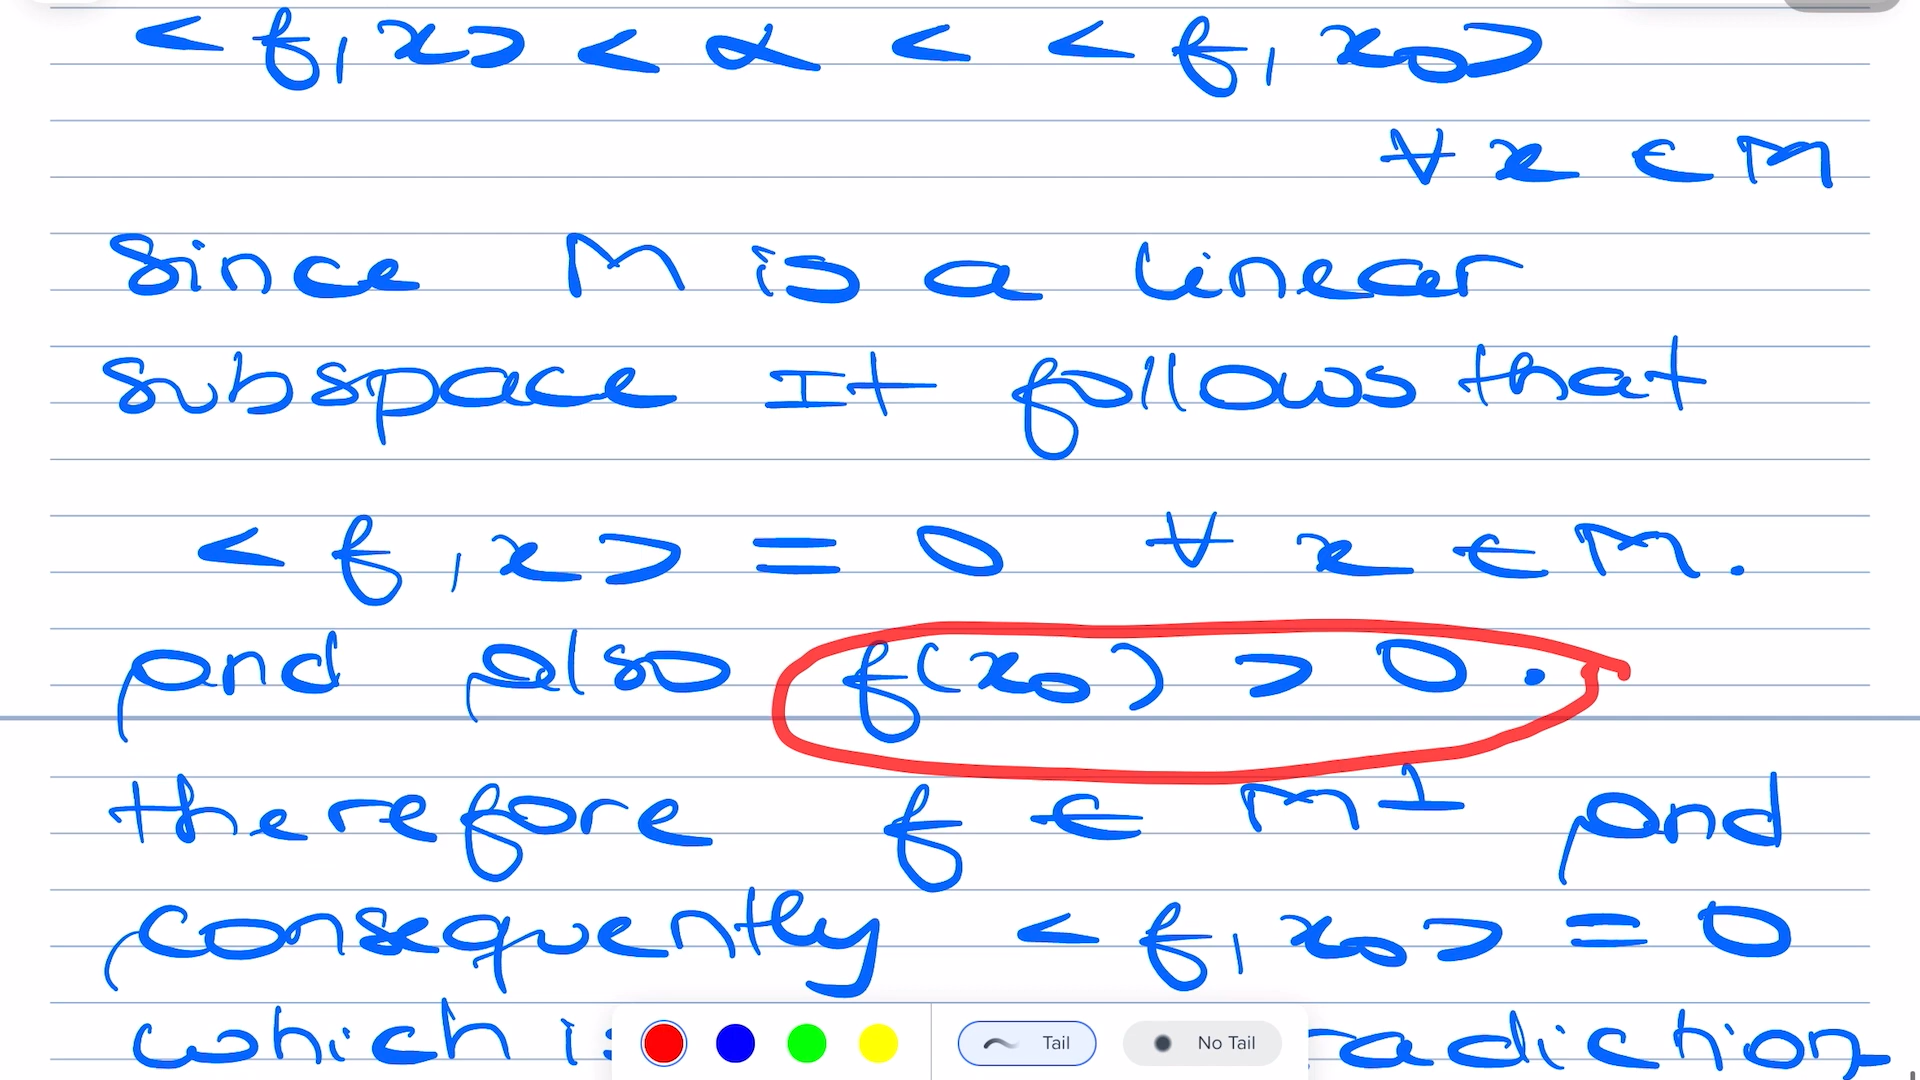 < f, x > < α < < f, x0 >
∀ x ∈ M
Since M is a linear
subspace It follows that
< f, x > = 0 ∀ x ∈ M.
and also f(x0) > 0.
therefore f ∈ M⊥ and
consequently < f, x0 > = 0
which
Tail No Tail